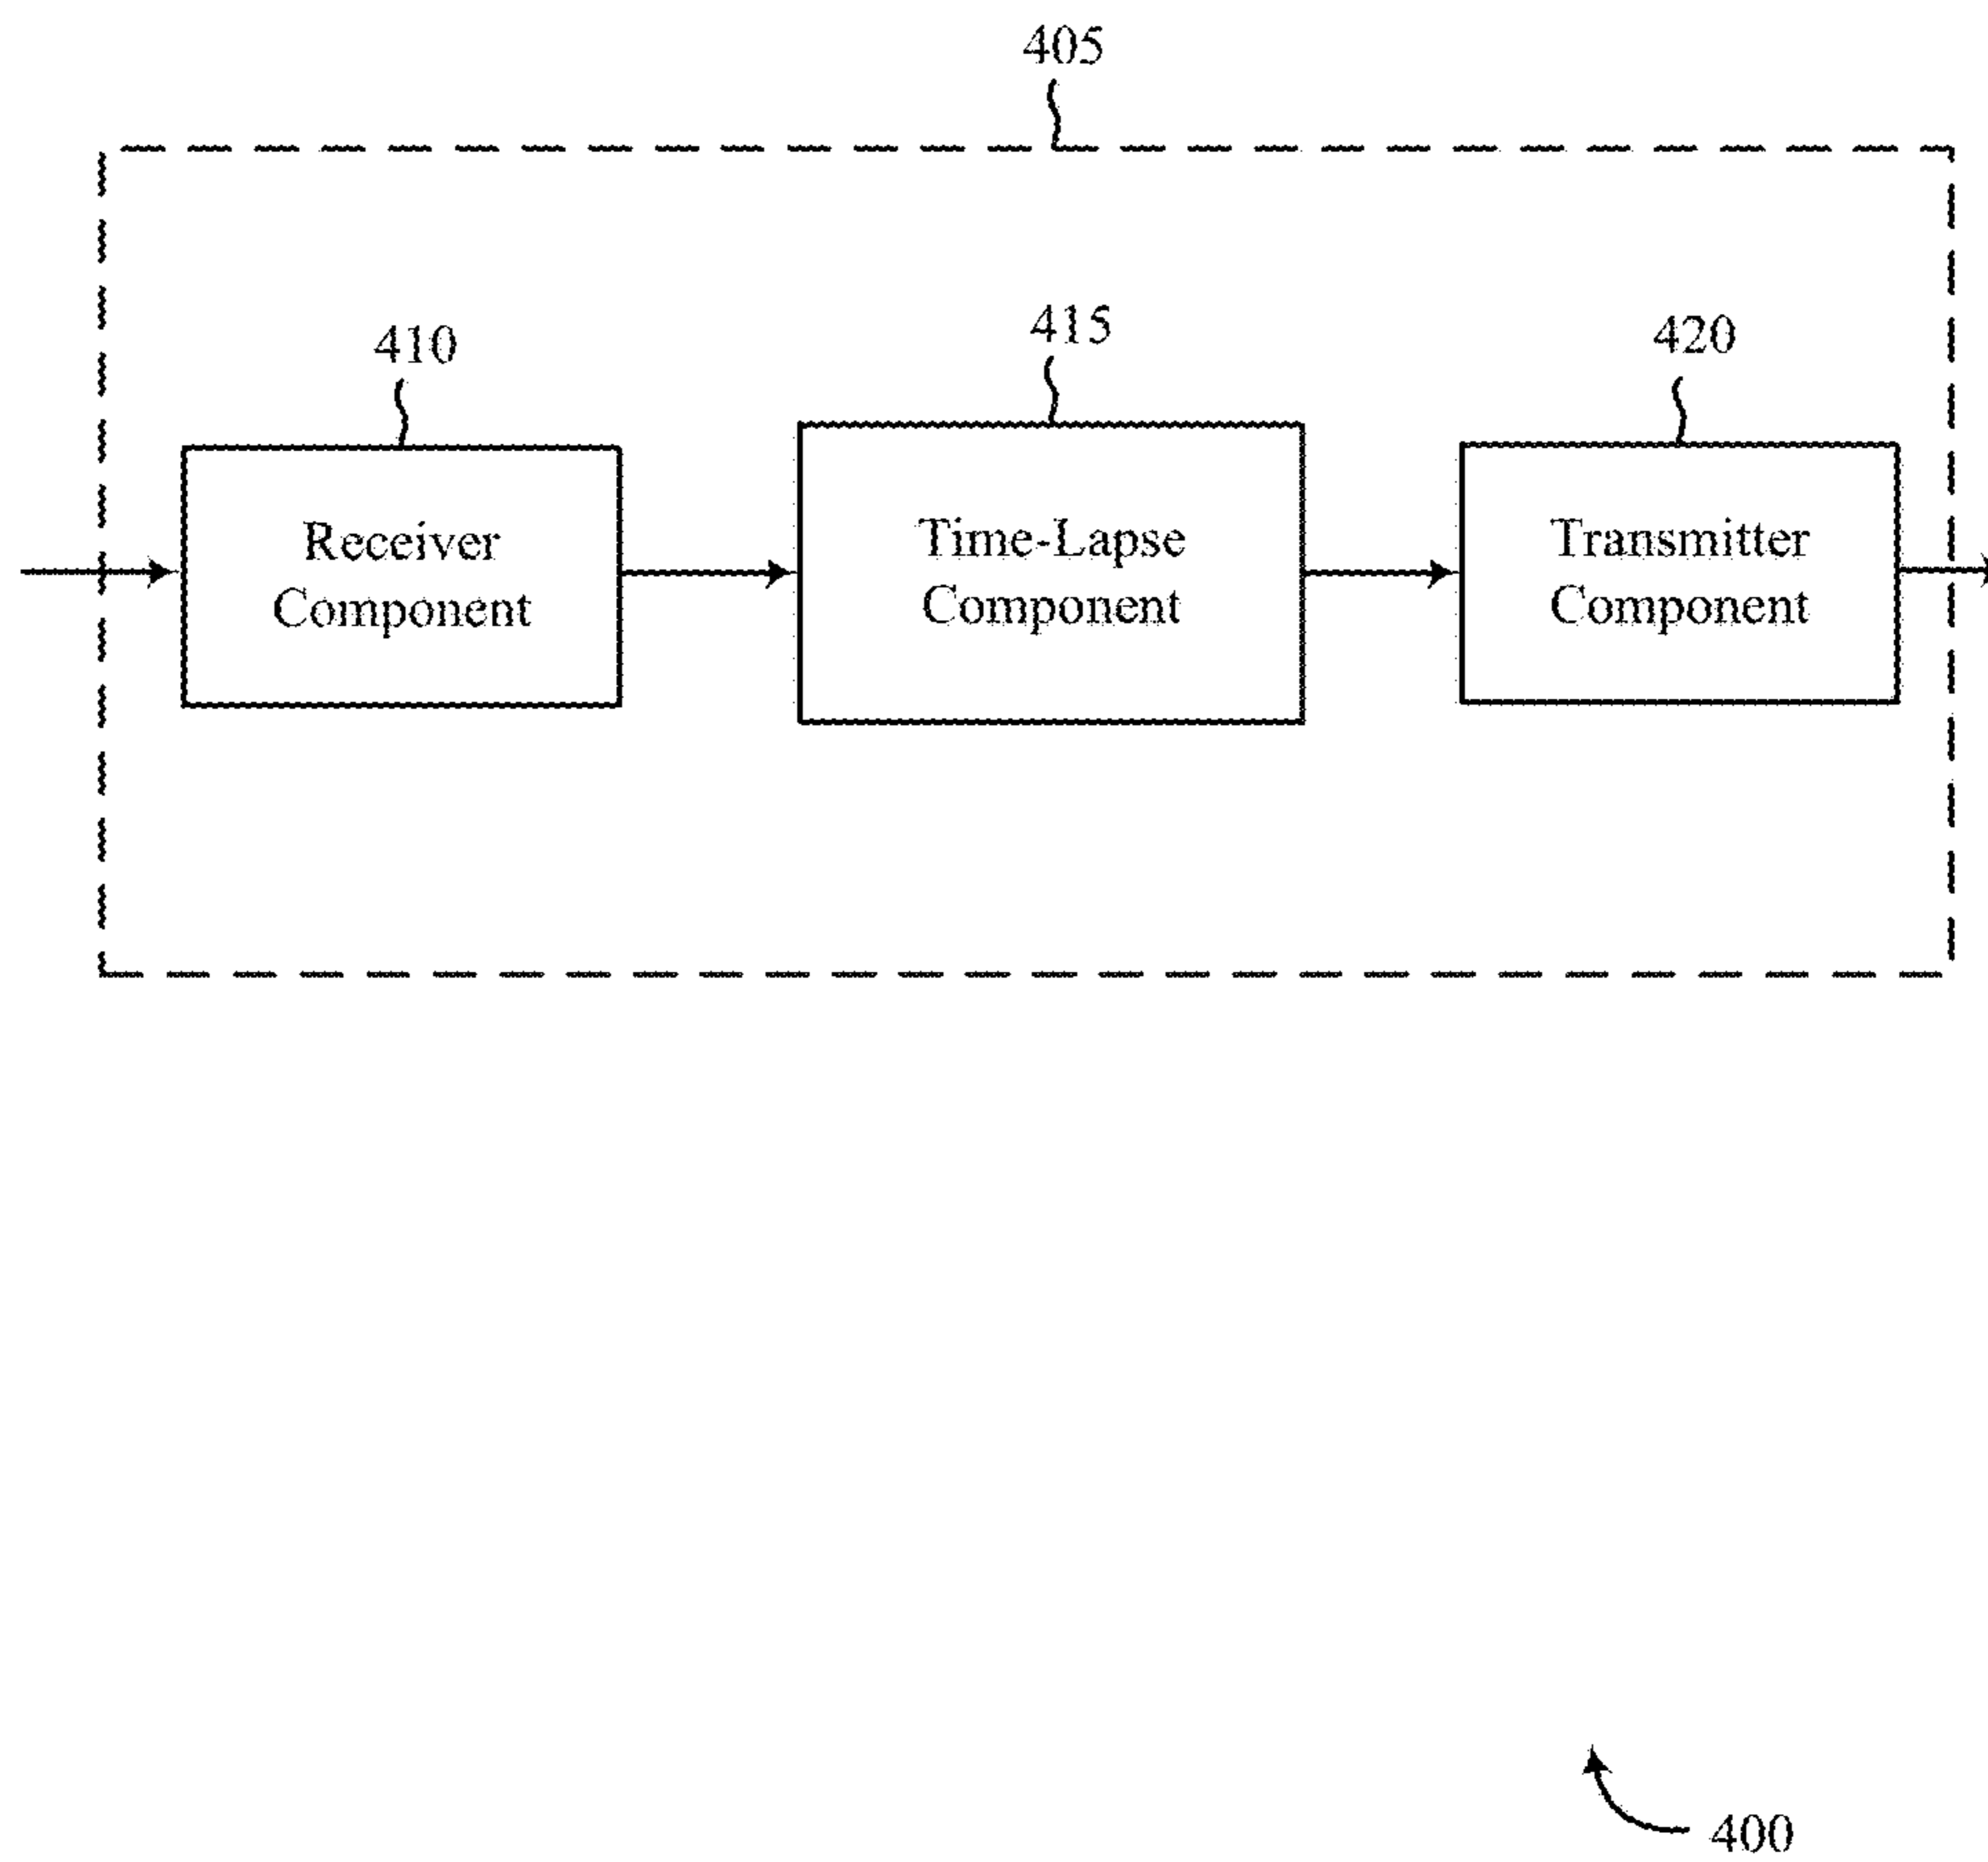 405
410
415
420
Receiver
Component
Time-Lapse
Component
Transmitter
Component
400